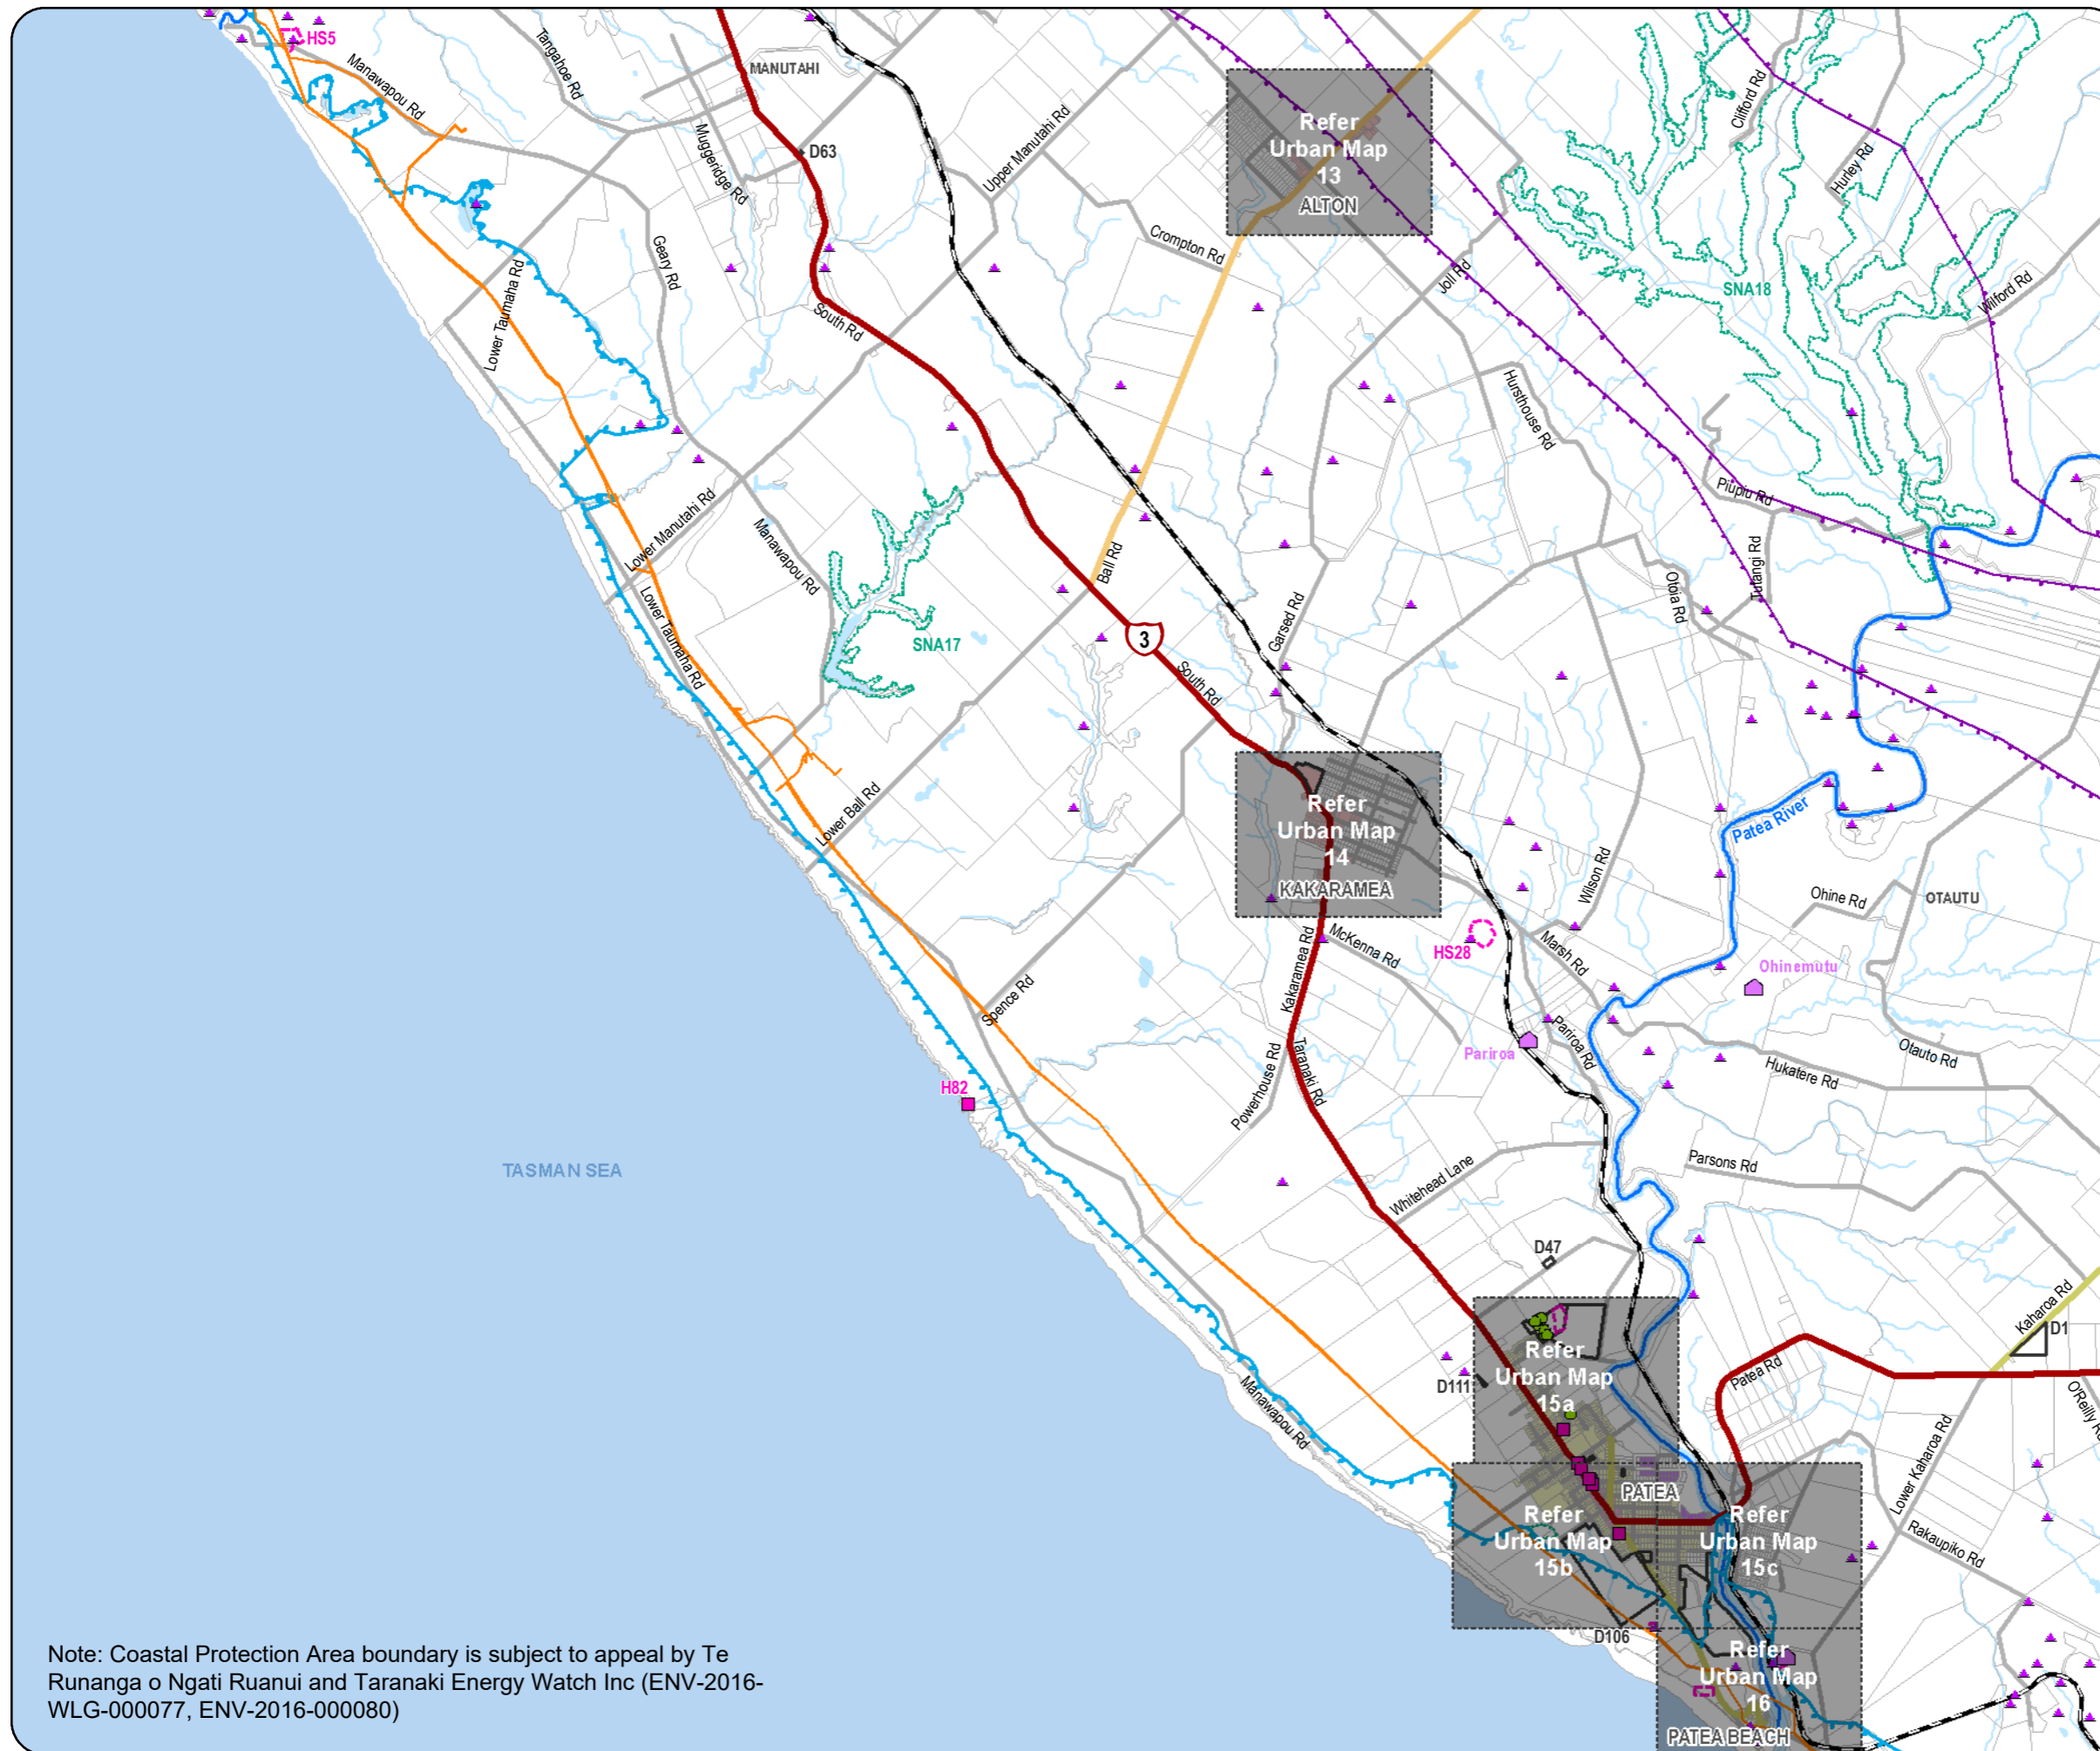 HS5
Manawapou Rd
Tangahoe Rd
MANUTAHI
D63
Muggeridge Rd
Upper Manutahi Rd
Refer
Urban Map
13
ALTON
Clifford Rd
Hurley Rd
Crompton Rd
Joll Rd
SNA18
Wilford Rd
Geary Rd
Lower Taumaha Rd
South Rd
Hursthouse Rd
Piupiu Rd
Lower Manutahi Rd
Manawapou Rd
Ball Rd
Tutangi Rd
Otoia Rd
Garsed Rd
Lower Taumaha Rd
SNA17
3
South Rd
Lower Ball Rd
Refer
Urban Map
14
KAKARAMEA
Patea River
Wilson Rd
Ohine Rd
OTAUTU
McKenna Rd
HS28
Marsh Rd
Ohinemutu
Kakaramea Rd
Spence Rd
Pariroa
Pariroa Rd
Otauto Rd
Hukatere Rd
Powerhouse Rd
Taranaki Rd
H82
TASMAN SEA
Whitehead Lane
Parsons Rd
D47
Kaharoa Rd
D1
Refer
Urban Map
15a
D111
Patea Rd
Manawapou Rd
O'Reilly Rd
Lower Kaharoa Rd
PATEA
Refer
Urban Map
15b
Refer
Urban Map
15c
Rakaupiko Rd
D106
Refer
Urban Map
16
PATEA BEACH
Note: Coastal Protection Area boundary is subject to appeal by Te
Runanga o Ngati Ruanui and Taranaki Energy Watch Inc (ENV-2016-
WLG-000077, ENV-2016-000080)